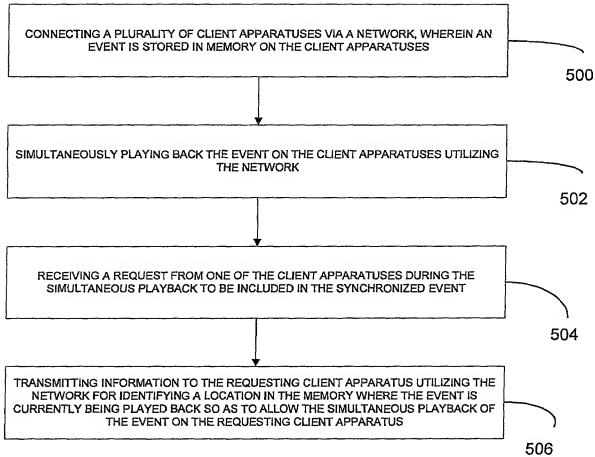 CONNECTING A PLURALITY OF CLIENT APPARATUSES VIA A NETWORK, WHEREIN AN
EVENT IS STORED IN MEMORY ON THE CLIENT APPARATUSES
500
SIMULTANEOUSLY PLAYING BACK THE EVENT ON THE CLIENT APPARATUSES UTILIZING
THE NETWORK
502
RECEIVING A REQUEST FROM ONE OF THE CLIENT APPARATUSES DURING THE
SIMULTANEOUS PLAYBACK TO BE INCLUDED IN THE SYNCHRONIZED EVENT
504
TRANSMITTING INFORMATION TO THE REQUESTING CLIENT APPARATUS UTILIZING THE
NETWORK FOR IDENTIFYING A LOCATION IN THE MEMORY WHERE THE EVENT IS
CURRENTLY BEING PLAYED BACK SO AS TO ALLOW THE SIMULTANEOUS PLAYBACK OF
THE EVENT ON THE REQUESTING CLIENT APPARATUS
506